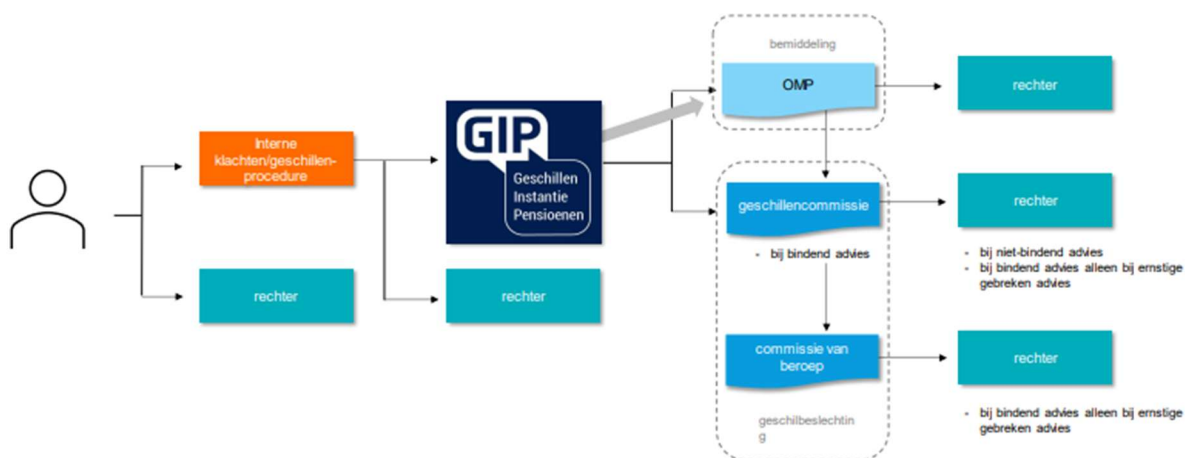 Interne
klachten/geschillen-
procedure
rechter
GIP
Geschillen
Instantie
Pensioenen
rechter
bemiddeling
OMP
rechter
geschillencommissie
- bij bindend advies
rechter
- bij niet-bindend advies
- bij bindend advies alleen bij ernstige
gebreken advies
commissie van
beroep
geschilbeslechtin
g
rechter
- bij bindend advies alleen bij ernstige
gebreken advies